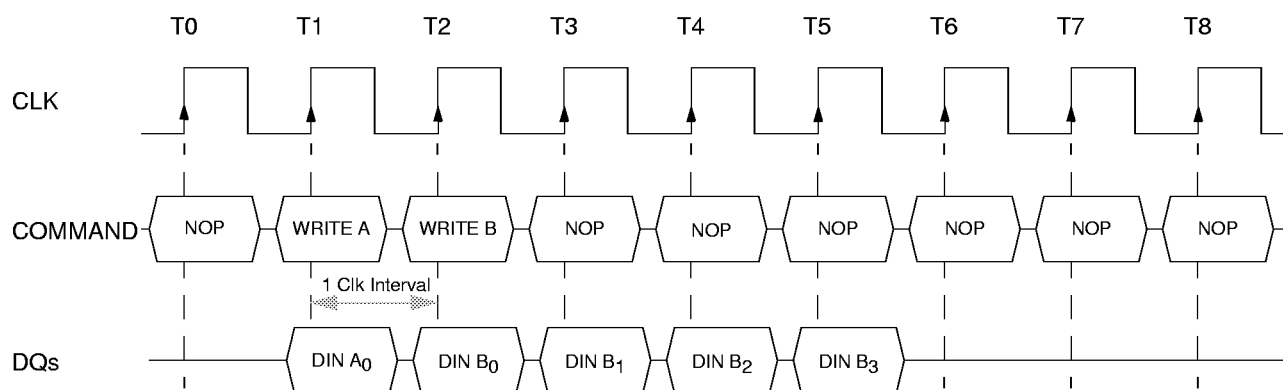 T0 T1 T2 T3 T4 T5 T6 T7 T8
CLK
COMMAND NOP WRITE A WRITE B NOP NOP NOP NOP NOP NOP
1 Clk Interval
DQs DIN A0 DIN B0 DIN B1 DIN B2 DIN B3